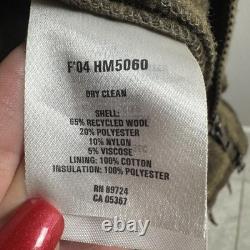 F'04 HM5060
DRY CLEAN
SHELL:
65% RECYCLED WOOL
20% POLYESTER
10% NYLON
5% VISCOSE
LINING: 100% COTTON
INSULATION: 100% POLYESTER
RN 89724
CA 05367